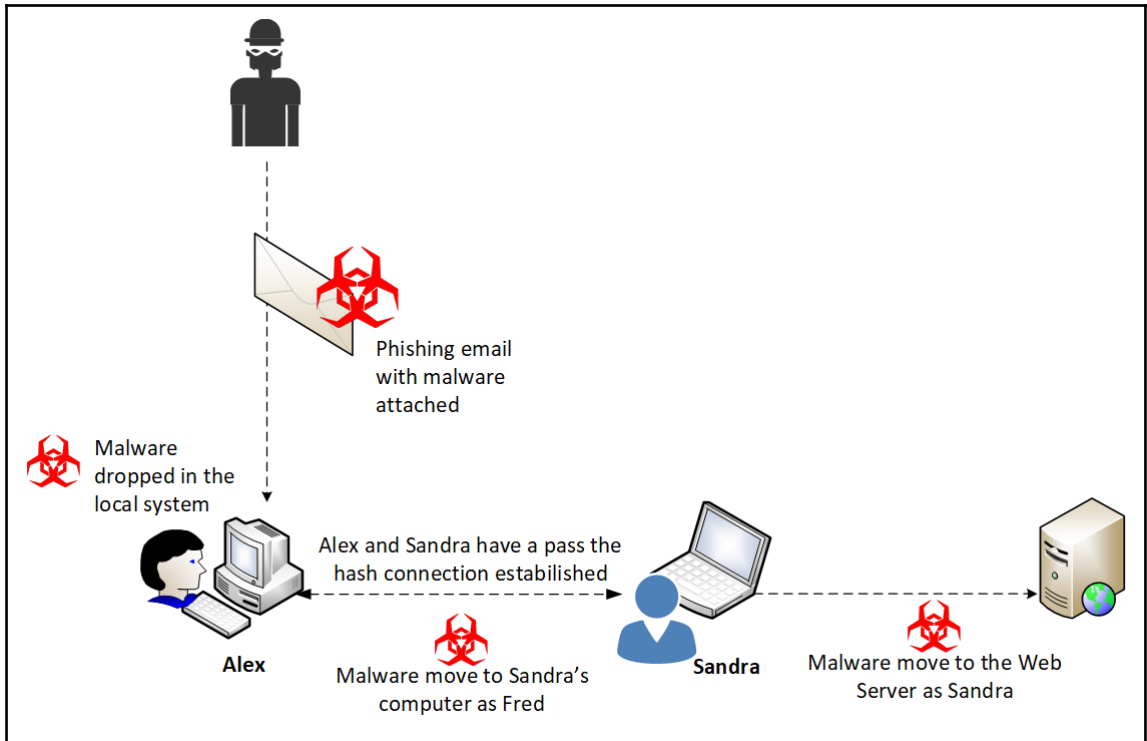 Phishing email
with malware
attached
Malware
dropped in the
local system
Alex and Sandra have a pass the
hash connection estabilished
Alex
Malware move to Sandra’s
computer as Fred
Sandra
Malware move to the Web
Server as Sandra